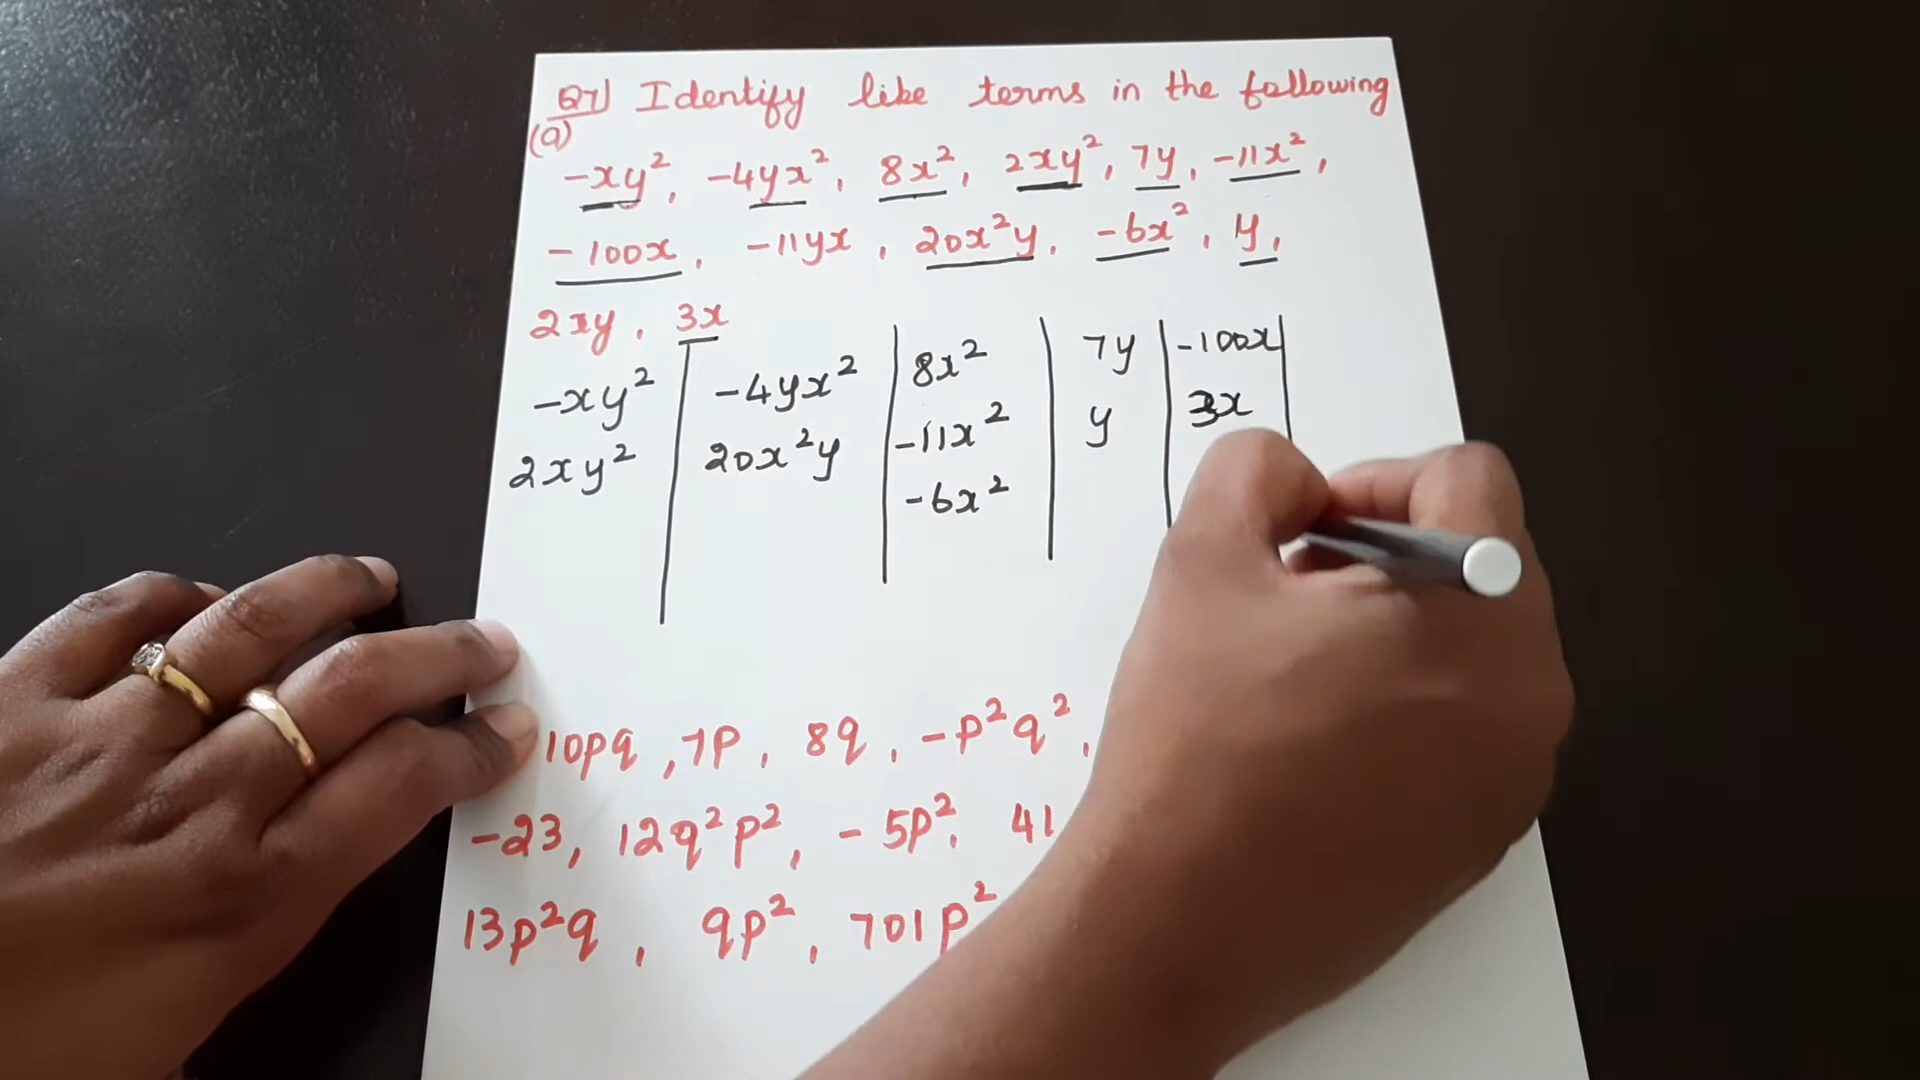 Q7) Identify like terms in the following
(a)
-xy², -4yx², 8x², 2xy², 7y, -11x²,
-100x, -11yx, 20x²y, -6x², y,
2xy, 3x
-xy² -4yx² 8x² 7y -100x
2xy² 20x²y -11x² y 3x
-6x²
10pq, 7p, 8q, -p²q²,
-23, 12q²p², -5p², 41
13p²q, qp², 701p²